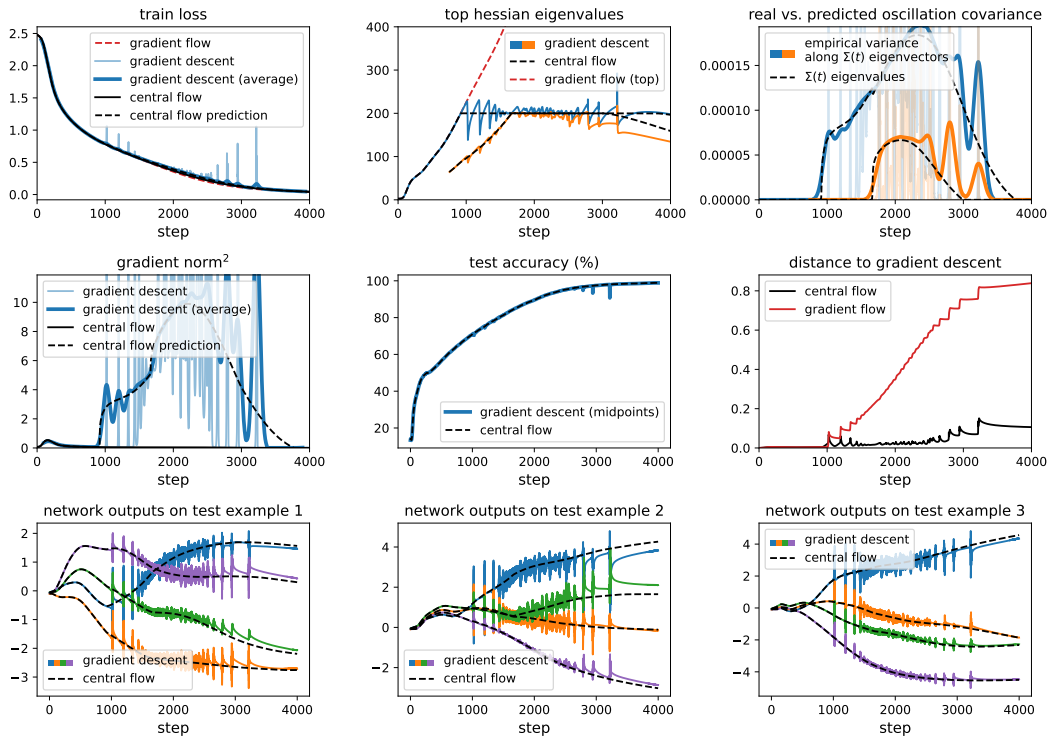 train loss
2.5
2.0
1.5
1.0
0.5
0.0
gradient flow
gradient descent
gradient descent (average)
central flow
central flow prediction
0 1000 2000 3000 4000
step
top hessian eigenvalues
400
300
200
100
0
gradient descent
central flow
gradient flow (top)
0 1000 2000 3000 4000
step
real vs. predicted oscillation covariance
0.00015
0.00010
0.00005
0.00000
empirical variance
along Σ(t) eigenvectors
Σ(t) eigenvalues
0 1000 2000 3000 4000
step
gradient norm²
10
8
6
4
2
0
gradient descent
gradient descent (average)
central flow
central flow prediction
0 1000 2000 3000 4000
step
test accuracy (%)
100
80
60
40
20
gradient descent (midpoints)
central flow
0 1000 2000 3000 4000
step
distance to gradient descent
0.8
0.6
0.4
0.2
0.0
central flow
gradient flow
0 1000 2000 3000 4000
step
network outputs on test example 1
2
1
0
−1
−2
−3
gradient descent
central flow
0 1000 2000 3000 4000
step
network outputs on test example 2
4
2
0
−2
gradient descent
central flow
0 1000 2000 3000 4000
step
network outputs on test example 3
4
2
0
−2
−4
gradient descent
central flow
0 1000 2000 3000 4000
step